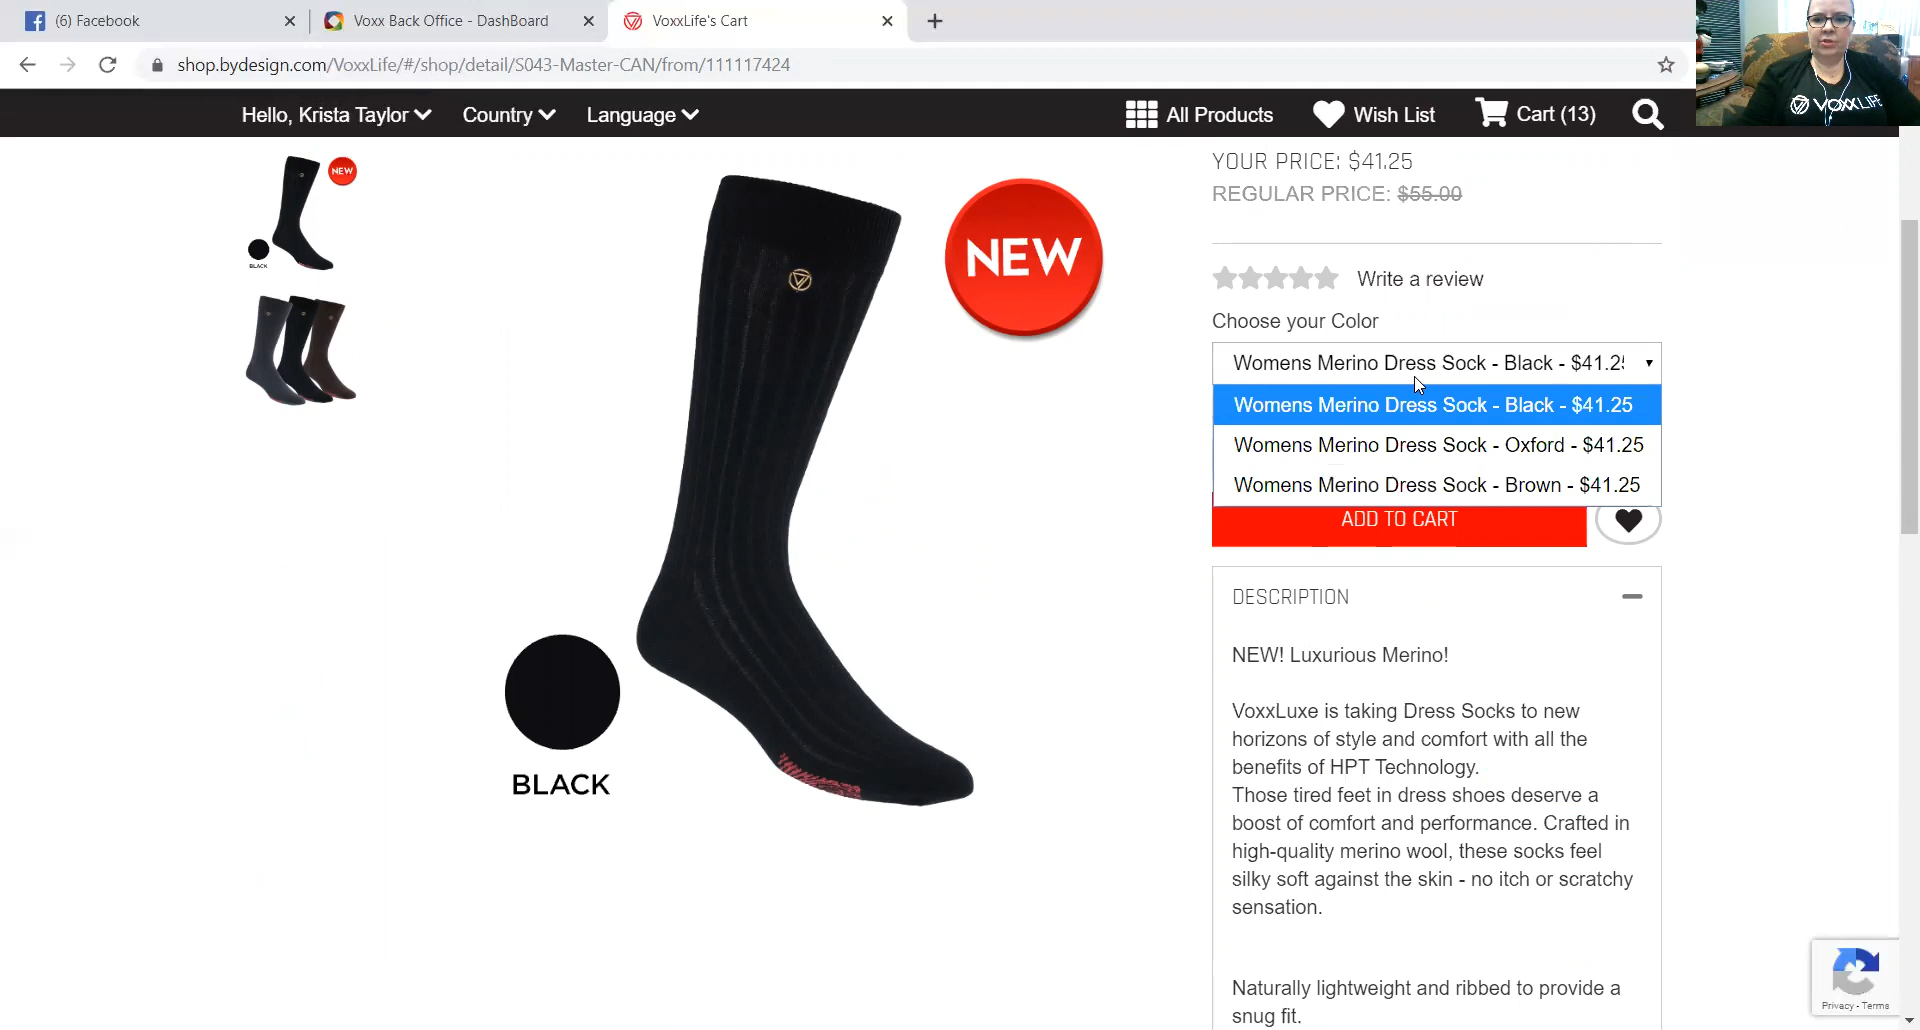 (6) Facebook
Voxx Back Office - DashBoard
VoxxLife's Cart
shop.bydesign.com/VoxxLife/#/shop/detail/S043-Master-CAN/from/111117424
VOXXLIFE
Hello, Krista Taylor
Country
Language
All Products
Wish List
Cart (13)
NEW
BLACK
NEW
BLACK
YOUR PRICE: $41.25
REGULAR PRICE: $55.00
Write a review
Choose your Color
Womens Merino Dress Sock - Black - $41.25
Womens Merino Dress Sock - Black - $41.25
Womens Merino Dress Sock - Oxford - $41.25
Womens Merino Dress Sock - Brown - $41.25
ADD TO CART
DESCRIPTION
NEW! Luxurious Merino!
VoxxLuxe is taking Dress Socks to new
horizons of style and comfort with all the
benefits of HPT Technology.
Those tired feet in dress shoes deserve a
boost of comfort and performance. Crafted in
high-quality merino wool, these socks feel
silky soft against the skin - no itch or scratchy
sensation.
Naturally lightweight and ribbed to provide a
snug fit.
Privacy - Terms